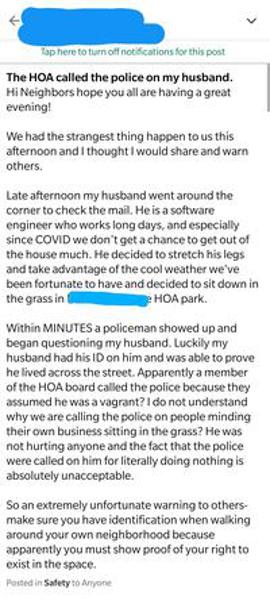 Tap here to turn off notifications for this post
The HOA called the police on my husband.
Hi Neighbors hope you all are having a great
evening!
We had the strangest thing happen to us this
afternoon and I thought I would share and warn
others.
Late afternoon my husband went around the
corner to check the mail. He is a software
engineer who works long days, and especially
since COVID we don't get a chance to get out of
the house much. He decided to stretch his legs
and take advantage of the cool weather we've
been fortunate to have and decided to sit down in
the grass in e HOA park.
Within MINUTES a policeman showed up and
began questioning my husband. Luckily my
husband had his ID on him and was able to prove
he lived across the street. Apparently a member
of the HOA board called the police because they
assumed he was a vagrant? I do not understand
why we are calling the police on people minding
their own business sitting in the grass? He was
not hurting anyone and the fact that the police
were called on him for literally doing nothing is
absolutely unacceptable.
So an extremely unfortunate warning to others-
make sure you have identification when walking
around your own neighborhood because
apparently you must show proof of your right to
exist in the space.
Posted in Safety to Anyone